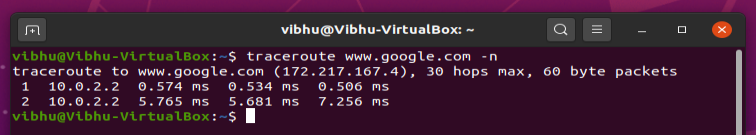 vibhu@Vibhu-VirtualBox: ~
vibhu@Vibhu-VirtualBox:~$ traceroute www.google.com -n
traceroute to www.google.com (172.217.167.4), 30 hops max, 60 byte packets
 1  10.0.2.2  0.574 ms  0.534 ms  0.506 ms
 2  10.0.2.2  5.765 ms  5.681 ms  7.256 ms
vibhu@Vibhu-VirtualBox:~$